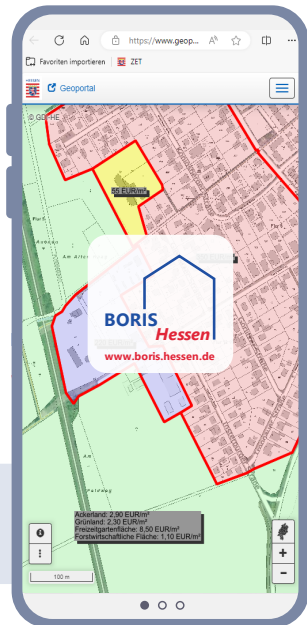 https://www.geop...
Favoriten importieren
ZET
HESSEN
Geoportal
© GDI-HE
55 EUR/m²
BORIS
Hessen
www.boris.hessen.de
Am
Ackerland: 2,90 EUR/m²
Grünland: 2,30 EUR/m²
Freizeitgartenfläche: 8,50 EUR/m²
Forstwirtschaftliche Fläche: 1,10 EUR/m²
100 m
+
-